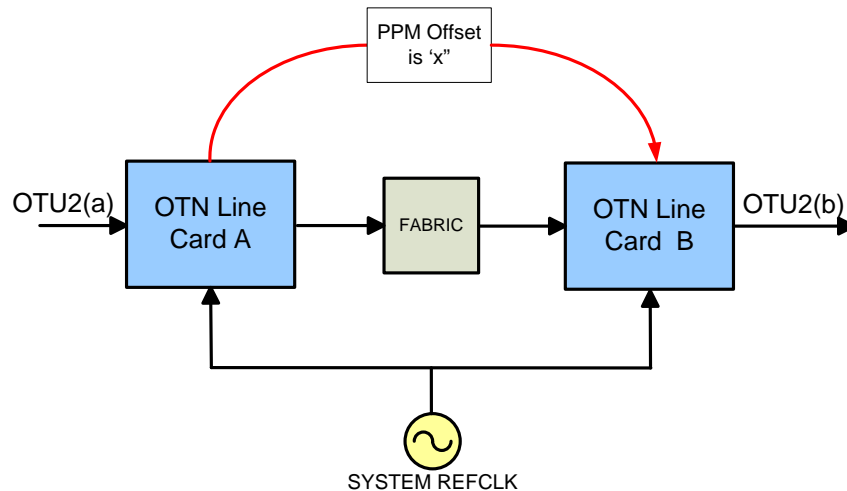 PPM Offset
is ‘x”
OTU2(a)
OTN Line
Card A
FABRIC
OTN Line
Card B
OTU2(b)
SYSTEM REFCLK